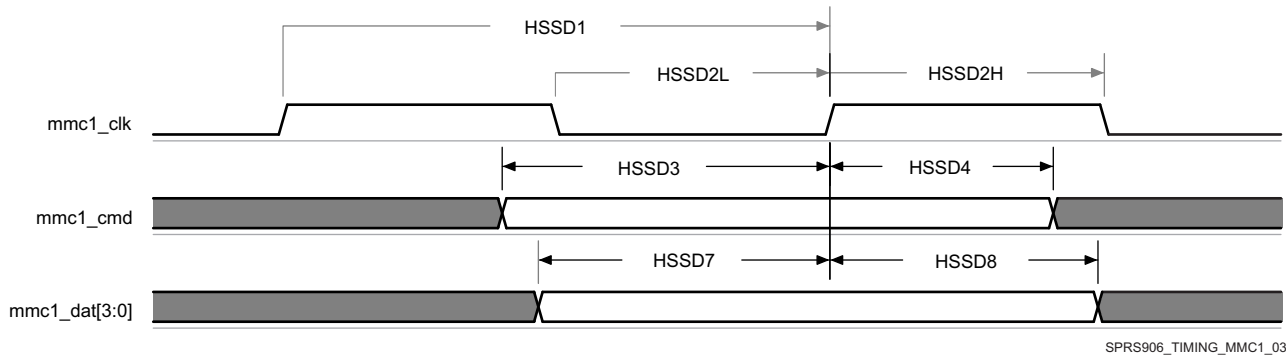 HSSD1
HSSD2L
HSSD2H
mmc1_clk
HSSD3
HSSD4
mmc1_cmd
HSSD7
HSSD8
mmc1_dat[3:0]
SPRS906_TIMING_MMC1_03